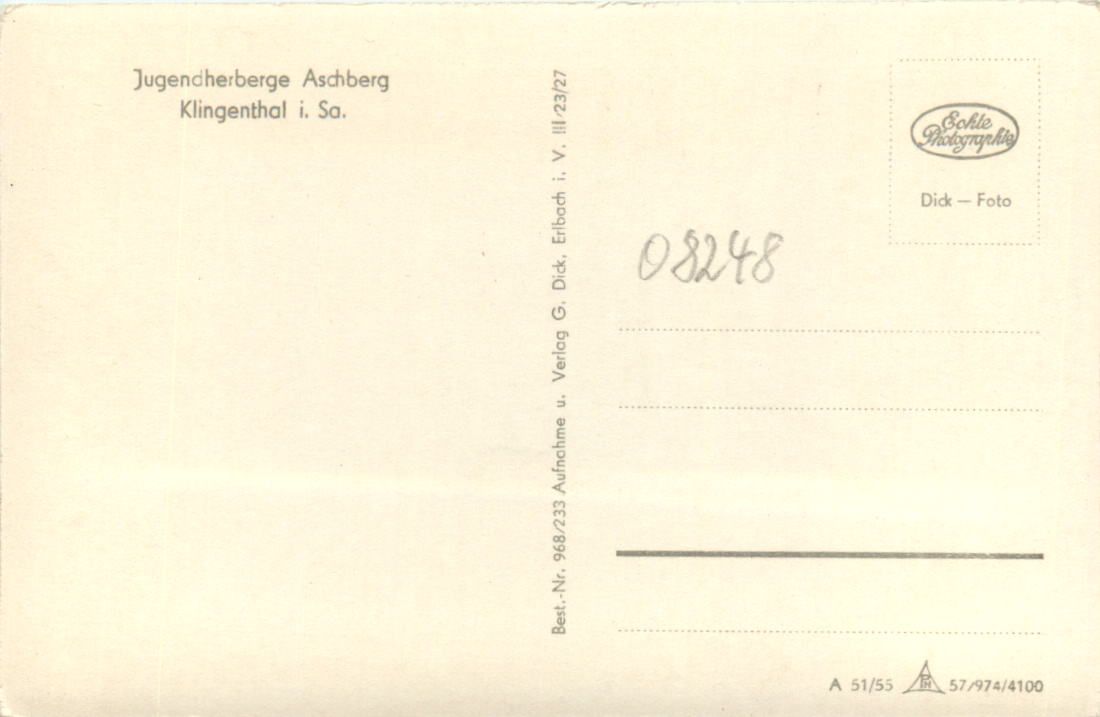 Jugendherberge Aschberg
Klingenthal i. Sa.
Best.-Nr. 968/233 Aufnahme u. Verlag G. Dick, Erlbach i. V. III/23/27
Echte
Photographie
Dick — Foto
08248
A 51/55 PH 57/974/4100